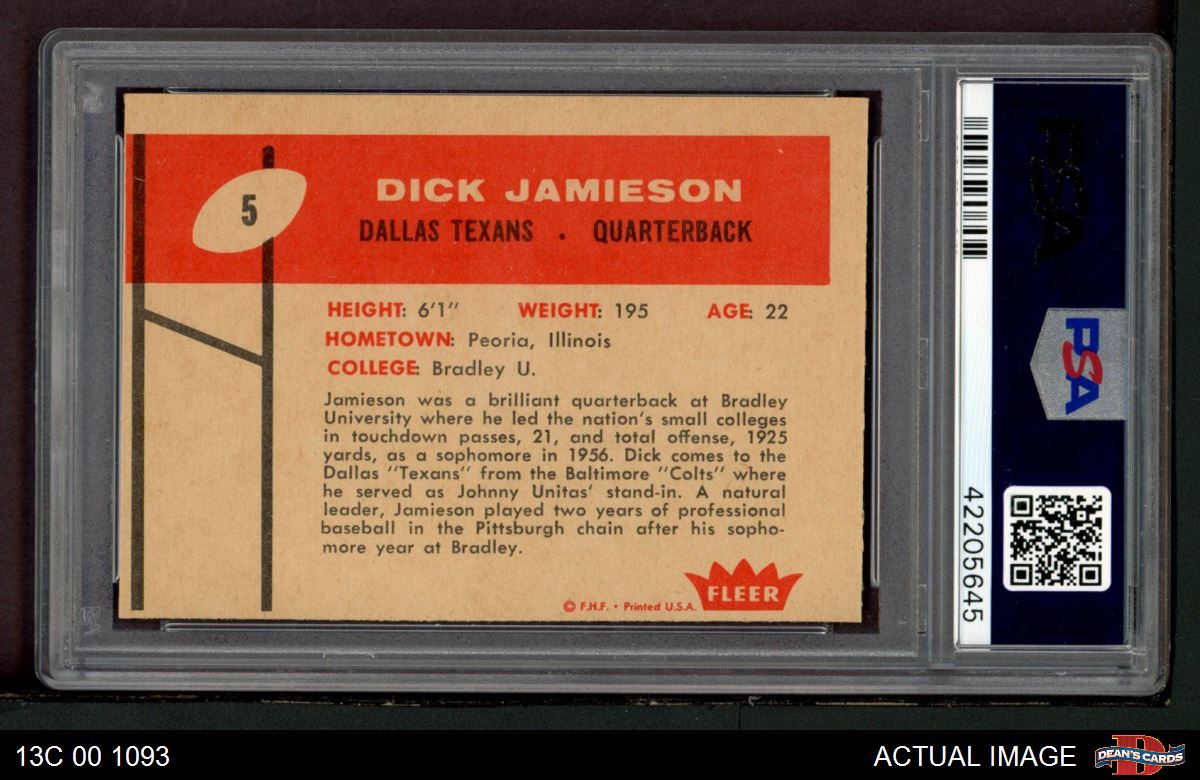 5
DICK JAMIESON
DALLAS TEXANS . QUARTERBACK
HEIGHT: 6'1" WEIGHT: 195 AGE: 22
HOMETOWN: Peoria, Illinois
COLLEGE: Bradley U.
Jamieson was a brilliant quarterback at Bradley
University where he led the nation's small colleges
in touchdown passes, 21, and total offense, 1925
yards, as a sophomore in 1956. Dick comes to the
Dallas "Texans" from the Baltimore "Colts" where
he served as Johnny Unitas' stand-in. A natural
leader, Jamieson played two years of professional
baseball in the Pittsburgh chain after his sopho-
more year at Bradley.
FLEER
© F.H.F. • Printed U.S.A.
PSA
PSA
42205645
13C 00 1093
ACTUAL IMAGE
D
DEAN'S CARDS